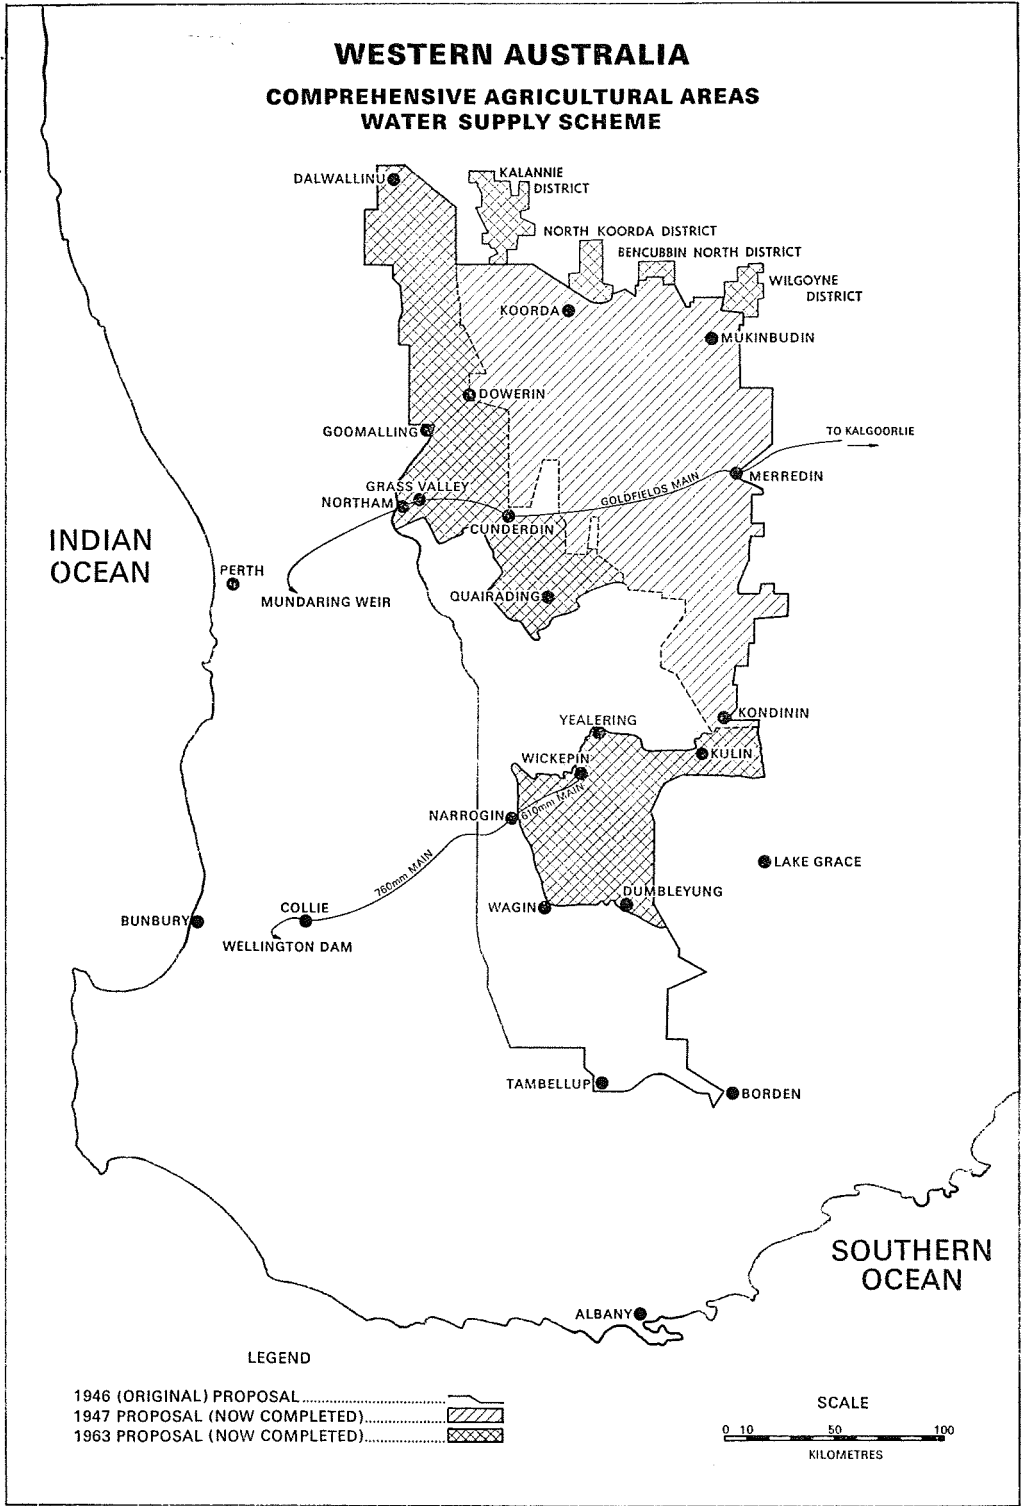 WESTERN AUSTRALIA
COMPREHENSIVE AGRICULTURAL AREAS
WATER SUPPLY SCHEME
DALWALLINU
KALANNIE
DISTRICT
NORTH KOORDA DISTRICT
BENCUBBIN NORTH DISTRICT
WILGOYNE
DISTRICT
KOORDA
MUKINBUDIN
DOWERIN
GOOMALLING
TO KALGOORLIE
MERREDIN
GRASS VALLEY
GOLDFIELDS MAIN
NORTHAM
CUNDERDIN
INDIAN
OCEAN
PERTH
MUNDARING WEIR
QUAIRADING
KONDININ
YEALERING
KULIN
WICKEPIN
610mm MAIN
NARROGIN
760mm MAIN
LAKE GRACE
DUMBLEYUNG
WAGIN
COLLIE
BUNBURY
WELLINGTON DAM
TAMBELLUP
BORDEN
SOUTHERN
OCEAN
ALBANY
LEGEND
1946 (ORIGINAL) PROPOSAL
1947 PROPOSAL (NOW COMPLETED)
1963 PROPOSAL (NOW COMPLETED)
SCALE
0 10 50 100
KILOMETRES